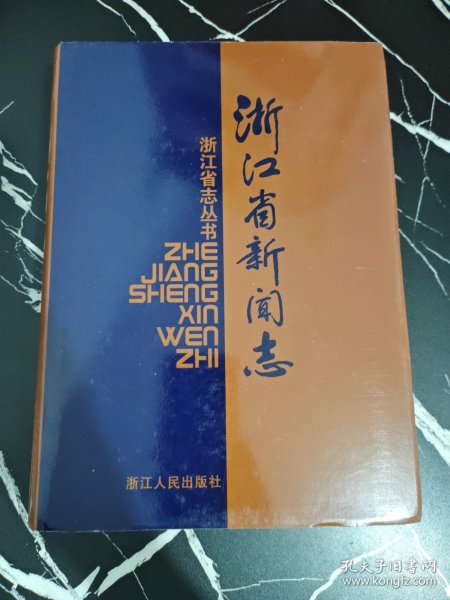 浙江省新闻志
浙江省志丛书
ZHE
JIANG
SHENG
XIN
WEN
ZHI
浙江人民出版社
孔夫子旧书网
www.kongfz.com